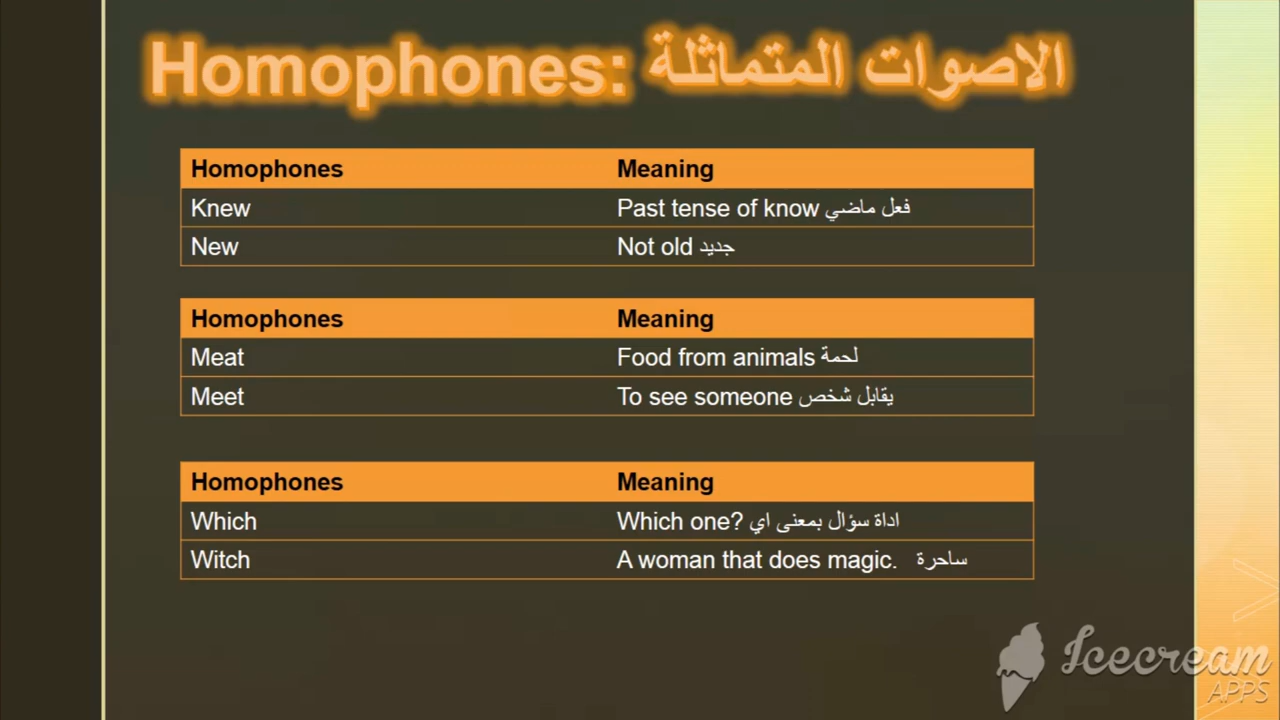 Homophones: الاصوات المتماثلة
Homophones Meaning
Knew Past tense of know فعل ماضي
New Not old جديد
Homophones Meaning
Meat Food from animals لحمة
Meet To see someone يقابل شخص
Homophones Meaning
Which Which one? اداة سؤال بمعنى اي
Witch A woman that does magic. ساحرة
Icecream
APPS